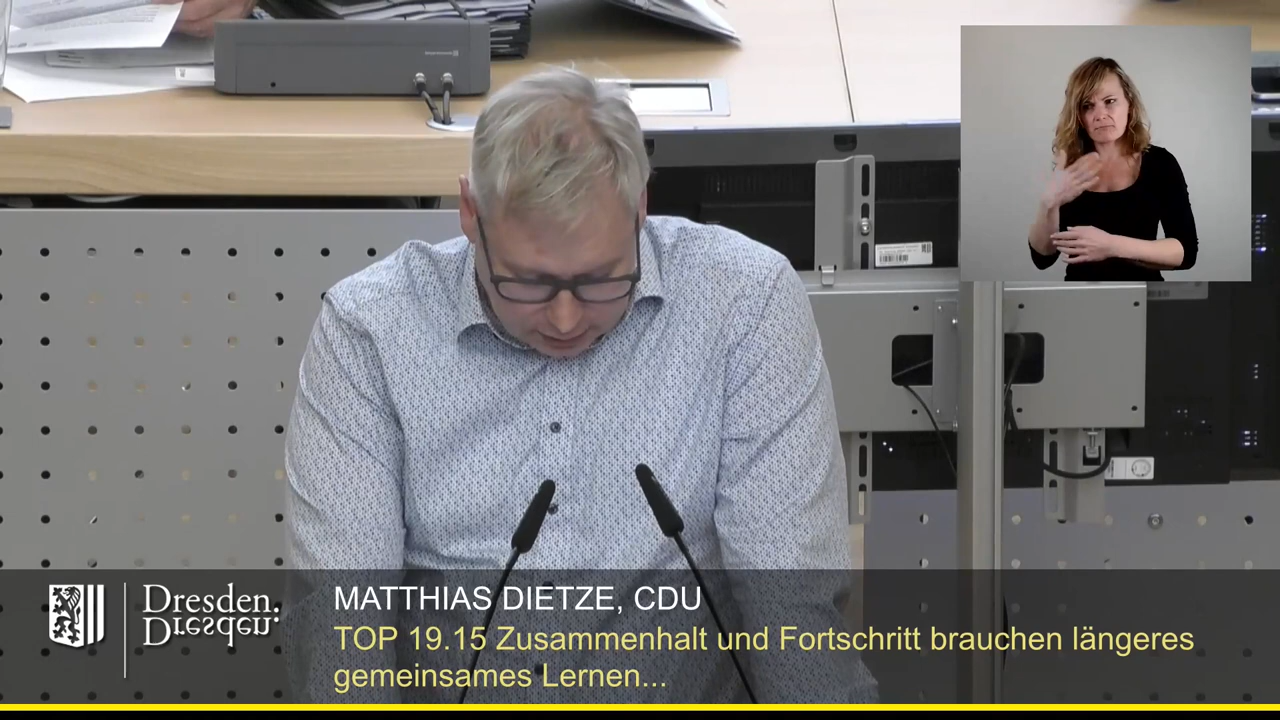 Dresden.
Dresden.
MATTHIAS DIETZE, CDU
TOP 19.15 Zusammenhalt und Fortschritt brauchen längeres
gemeinsames Lernen...